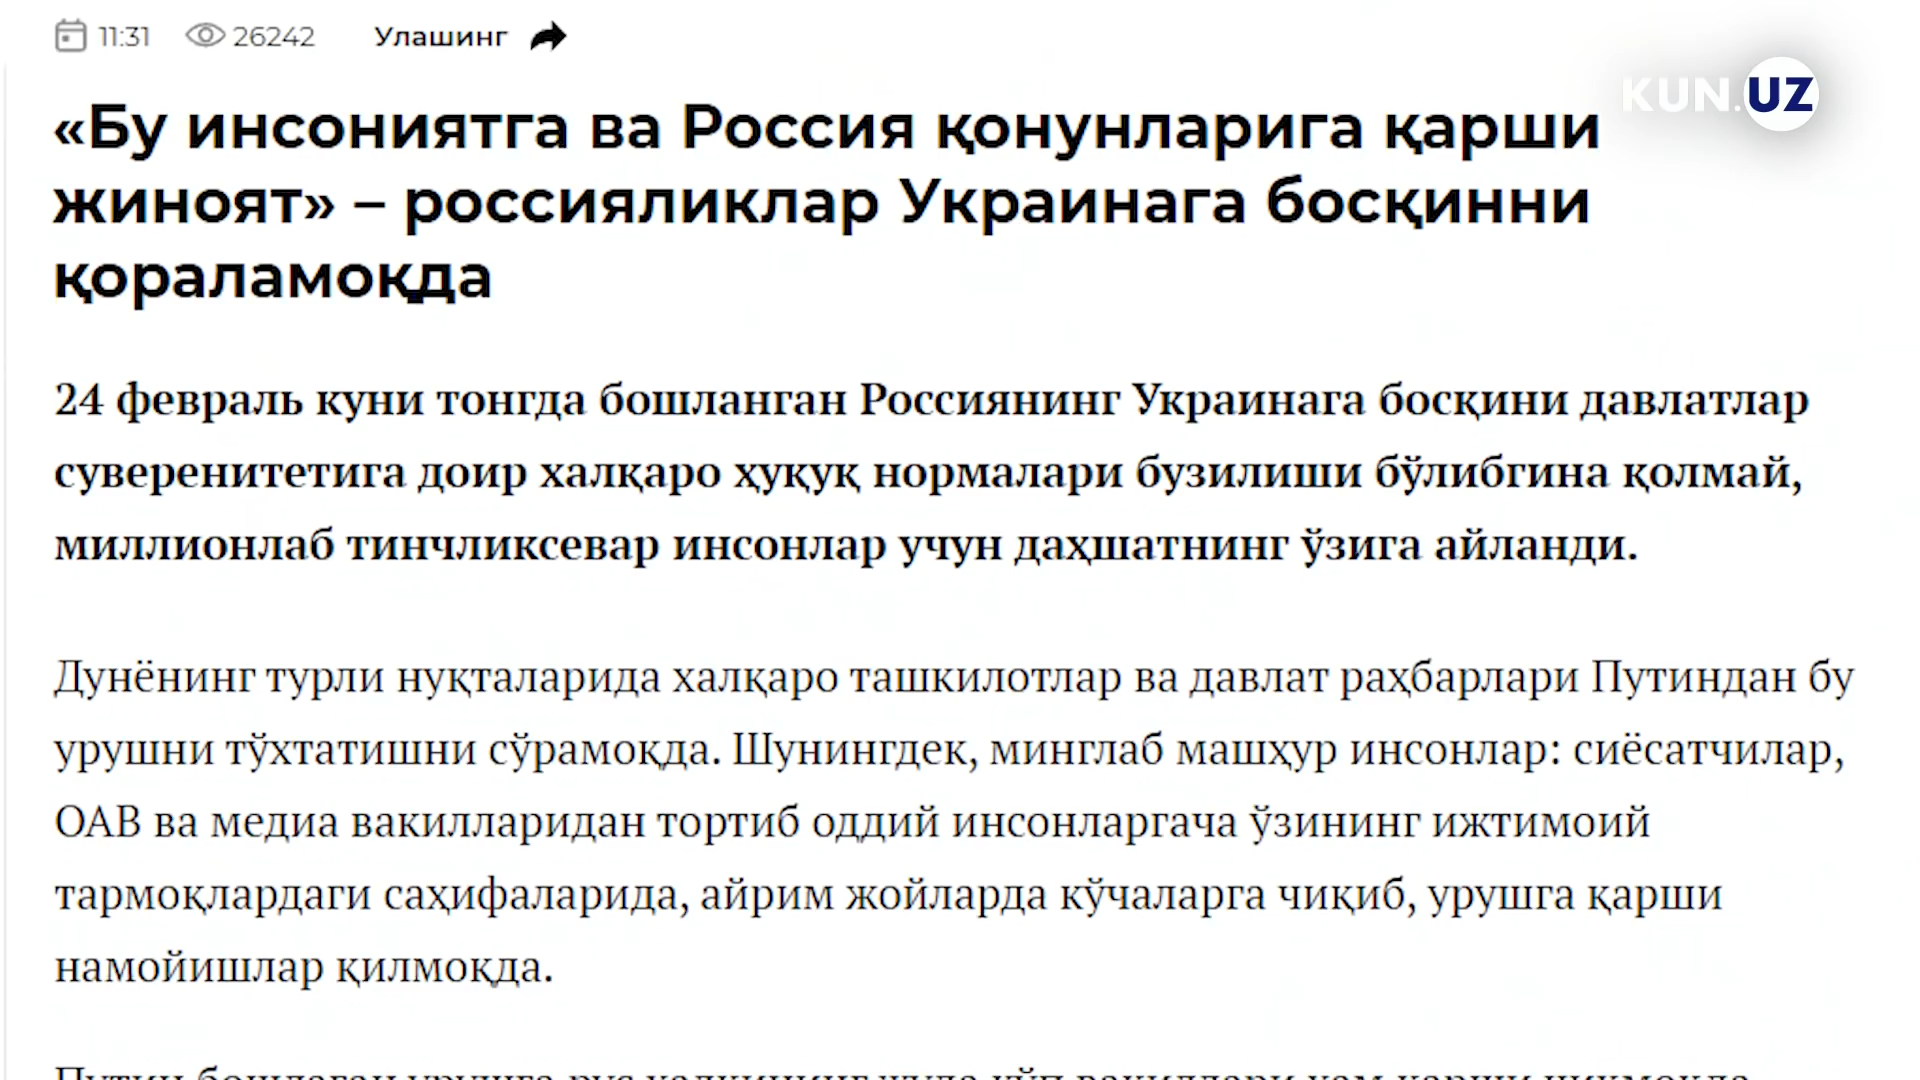 11:31 26242 Улашинг
KUN.UZ
«Бу инсониятга ва Россия қонунларига қарши
жиноят» – россияликлар Украинага босқинни
қораламоқда
24 февраль куни тонгда бошланган Россиянинг Украинага босқини давлатлар
суверенитетига доир халқаро ҳуқуқ нормалари бузилиши бўлибгина қолмай,
миллионлаб тинчликсевар инсонлар учун даҳшатнинг ўзига айланди.
Дунёнинг турли нуқталарида халқаро ташкилотлар ва давлат раҳбарлари Путиндан бу
урушни тўхтатишни сўрамоқда. Шунингдек, минглаб машҳур инсонлар: сиёсатчилар,
ОАВ ва медиа вакилларидан тортиб оддий инсонларгача ўзининг ижтимоий
тармоқлардаги саҳифаларида, айрим жойларда кўчаларга чиқиб, урушга қарши
намойишлар қилмоқда.